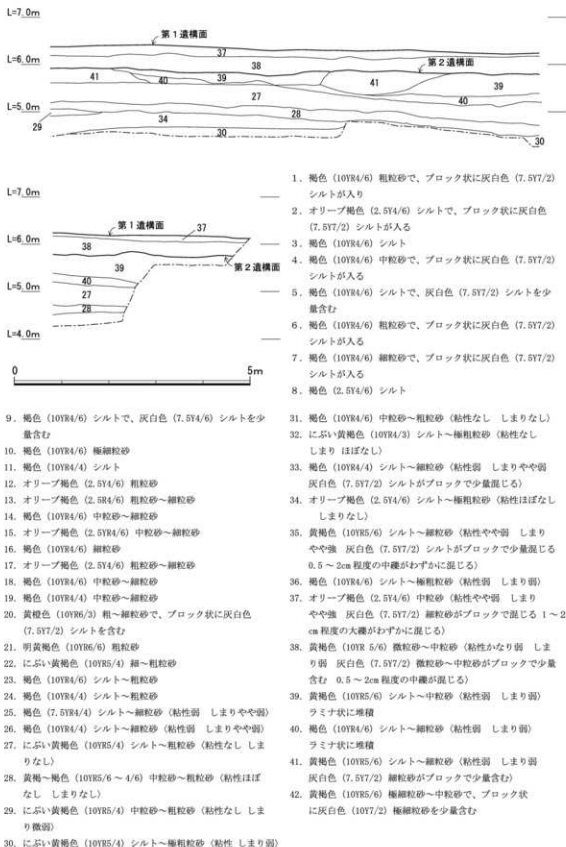 L=7.0m
第1遺構面
37
L=6.0m
38
第2遺構面
41
40
39
41
39
27
40
L=5.0m
28
34
29
30
30
L=7.0m
第1遺構面
37
L=6.0m
38
39
第2遺構面
40
L=5.0m
27
28
L=4.0m
0
5m
1. 褐色（10YR4/6）粗粒砂で、ブロック状に灰白色（7.5Y7/2）
シルトが入り
2. オリーブ褐色（2.5Y4/6）シルトで、ブロック状に灰白色
（7.5Y7/2）シルトが入る
3. 褐色（10YR4/6）シルト
4. 褐色（10YR4/6）中粒砂で、ブロック状に灰白色（7.5Y7/2）
シルトが入る
5. 褐色（10YR4/6）シルトで、灰白色（7.5Y7/2）シルトを少
量含む
6. 褐色（10YR4/6）粗粒砂で、ブロック状に灰白色（7.5Y7/2）
シルトが入る
7. 褐色（10YR4/6）細粒砂で、ブロック状に灰白色（7.5Y7/2）
シルトが入る
8. 褐色（2.5Y4/6）シルト
9. 褐色（10YR4/6）シルトで、灰白色（7.5Y4/6）シルトを少
量含む
10. 褐色（10YR4/6）極細粒砂
11. 褐色（10YR4/4）シルト
12. オリーブ褐色（2.5Y4/6）粗粒砂
13. オリーブ褐色（2.5R4/6）粗粒砂～細粒砂
14. 褐色（10YR4/6）中粒砂～細粒砂
15. オリーブ褐色（2.5YR4/6）中粒砂～細粒砂
16. 褐色（10YR4/6）細粒砂
17. オリーブ褐色（2.5Y4/6）粗粒砂～細粒砂
18. 褐色（10YR4/6）中粒砂～細粒砂
19. 褐色（10YR4/4）中粒砂～細粒砂
20. 黄橙色（10YR6/3）粗～細粒砂で、ブロック状に灰白色
（7.5Y7/2）シルトを含む
21. 明黄褐色（10YR6/6）粗粒砂
22. にぶい黄褐色（10YR5/4）細～粗粒砂
23. 褐色（10YR4/6）シルト～粗粒砂
24. 褐色（10YR4/4）シルト～粗粒砂
25. 褐色（7.5YR4/4）シルト～細粒砂（粘性弱　しまりやや弱）
26. 褐色（10YR4/4）シルト～細粒砂（粘性弱　しまりやや弱）
27. にぶい黄褐色（10YR5/4）シルト～粗粒砂（粘性なし　しま
りなし）
28. 黄褐～褐色（10YR5/6 ～ 4/6）中粒砂～粗粒砂（粘性ほぼ
なし　しまりなし）
29. にぶい黄褐色（10YR5/4）中粒砂～粗粒砂（粘性なし　しま
り微弱）
30. にぶい黄褐色（10YR5/4）シルト～極粗粒砂（粘性 しまり弱）
31. 褐色（10YR4/6）中粒砂～粗粒砂（粘性なし　しまりなし）
32. にぶい黄褐色（10YR4/3）シルト～極粗粒砂（粘性なし
しまり ほぼなし）
33. 褐色（10YR4/4）シルト～細粒砂（粘性弱　しまりやや弱
灰白色（7.5Y7/2）シルトがブロックで少量混じる）
34. オリーブ褐色（2.5Y4/6）シルト～極粗粒砂（粘性ほぼなし
しまりなし）
35. 黄褐色（10YR5/6）シルト～細粒砂（粘性やや弱　しまり
やや強　灰白色（7.5Y7/2）シルトがブロックで少量混じる
0.5 ～ 2cm 程度の中礫がわずかに混じる）
36. 褐色（10YR4/6）シルト～極粗粒砂（粘性弱　しまり弱）
37. オリーブ褐色（2.5Y4/6）中粒砂（粘性やや弱　しまり
やや強　灰白色（7.5Y7/2）細粒砂がブロックで混じる 1 ～ 2
cm 程度の大礫がわずかに混じる）
38. 黄褐色（10YR 5/6）微粒砂～中粒砂（粘性かなり弱　しま
り弱　灰白色（7.5Y7/2）微粒砂～中粒砂がブロックで少量
含む　0.5 ～ 2cm 程度の中礫が混じる）
39. 黄褐色（10YR5/6）シルト～中粒砂（粘性弱　しまり弱）
ラミナ状に堆積
40. 褐色（10YR4/6）シルト～細粒砂（粘性弱　しまり弱）
ラミナ状に堆積
41. 黄褐色（10YR5/6）シルト～細粒砂（粘性弱　しまり弱
灰白色（7.5Y7/2）細粒砂がブロックで少量含む）
42. 黄褐色（10YR5/6）極細粒砂～中粒砂で、ブロック状
に灰白色（10Y7/2）極細粒砂を少量含む